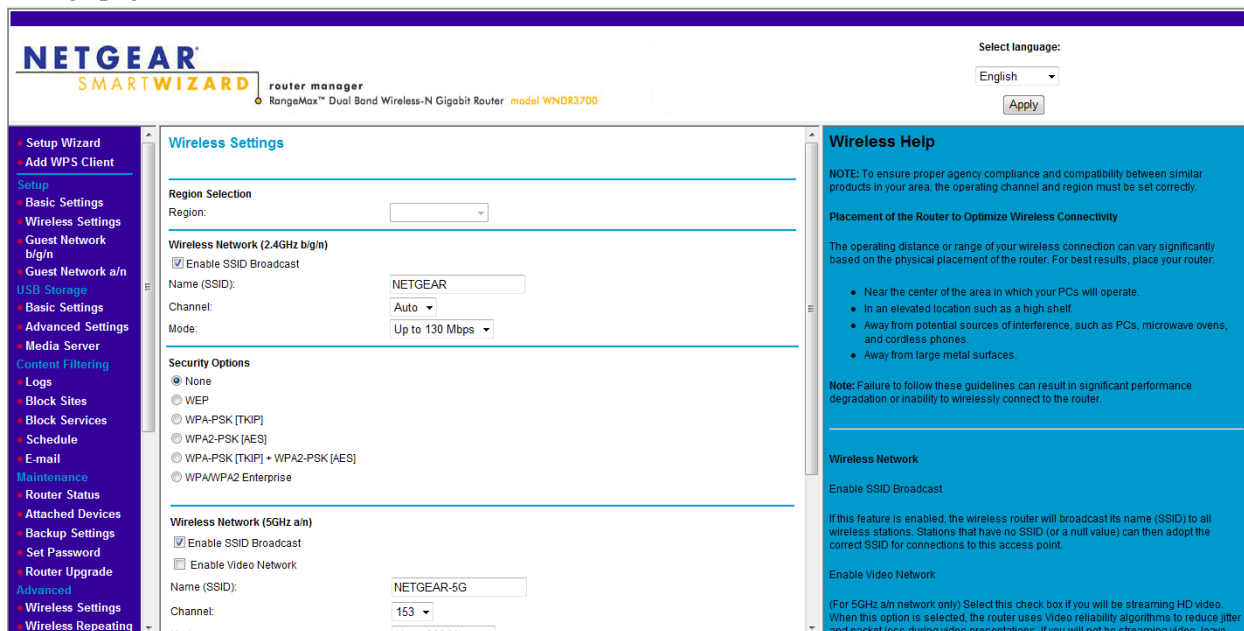 NETGEAR
SMARTWIZARD
router manager
RangeMax™ Dual Band Wireless-N Gigabit Router model WNDR3700
Select language:
English
Apply
Setup Wizard
Add WPS Client
Setup
Basic Settings
Wireless Settings
Guest Network
b/g/n
Guest Network a/n
USB Storage
Basic Settings
Advanced Settings
Media Server
Content Filtering
Logs
Block Sites
Block Services
Schedule
E-mail
Maintenance
Router Status
Attached Devices
Backup Settings
Set Password
Router Upgrade
Advanced
Wireless Settings
Wireless Repeating
Wireless Settings
Region Selection
Region:
Wireless Network (2.4GHz b/g/n)
Enable SSID Broadcast
Name (SSID): NETGEAR
Channel: Auto
Mode: Up to 130 Mbps
Security Options
None
WEP
WPA-PSK [TKIP]
WPA2-PSK [AES]
WPA-PSK [TKIP] + WPA2-PSK [AES]
WPA/WPA2 Enterprise
Wireless Network (5GHz a/n)
Enable SSID Broadcast
Enable Video Network
Name (SSID): NETGEAR-5G
Channel: 153
Wireless Help
NOTE: To ensure proper agency compliance and compatibility between similar
products in your area, the operating channel and region must be set correctly.
Placement of the Router to Optimize Wireless Connectivity
The operating distance or range of your wireless connection can vary significantly
based on the physical placement of the router. For best results, place your router:
Near the center of the area in which your PCs will operate.
In an elevated location such as a high shelf.
Away from potential sources of interference, such as PCs, microwave ovens,
and cordless phones.
Away from large metal surfaces.
Note: Failure to follow these guidelines can result in significant performance
degradation or inability to wirelessly connect to the router.
Wireless Network
Enable SSID Broadcast
If this feature is enabled, the wireless router will broadcast its name (SSID) to all
wireless stations. Stations that have no SSID (or a null value) can then adopt the
correct SSID for connections to this access point.
Enable Video Network
(For 5GHz a/n network only) Select this check box if you will be streaming HD video.
When this option is selected, the router uses Video reliability algorithms to reduce jitter
and packet loss during video presentations. If you will not be streaming video, leave